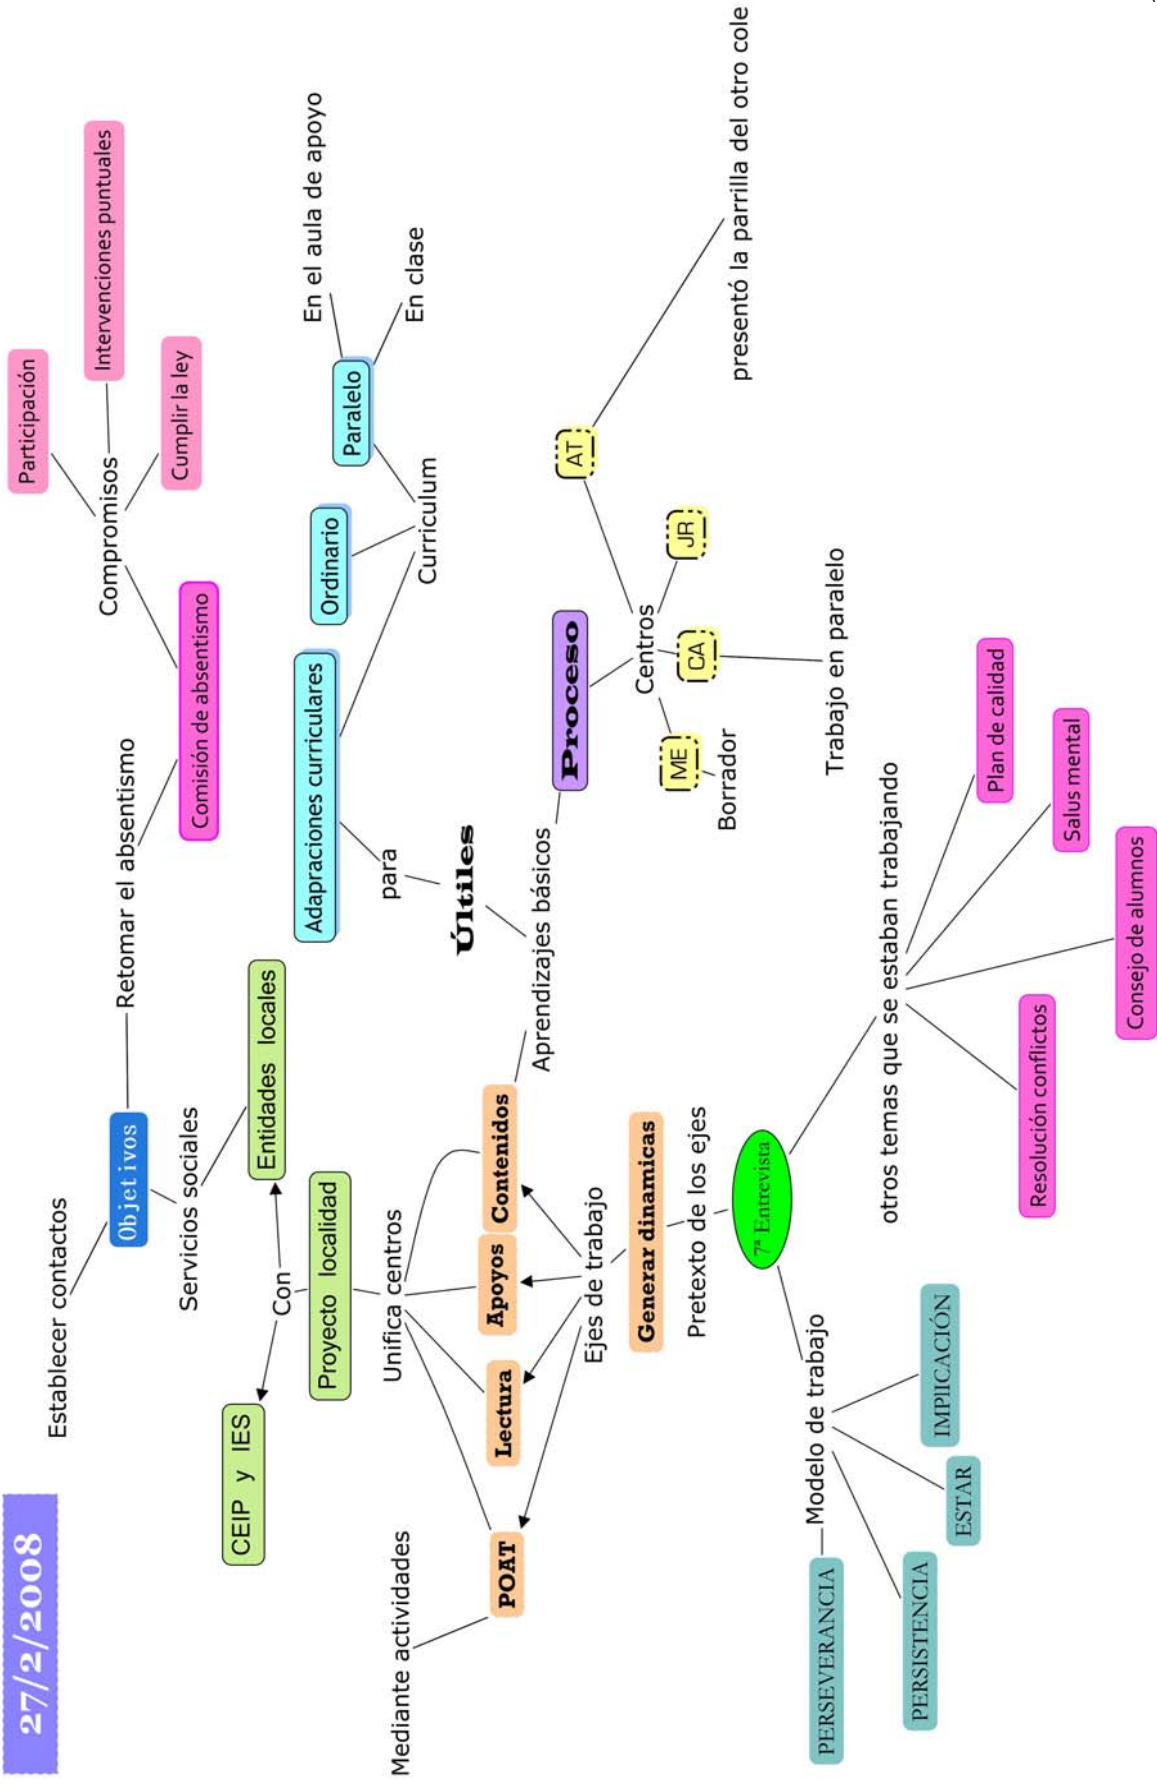 27/2/2008
Establecer contactos
Objetivos
Retomar el absentismo
Servicios sociales
Comisión de absentismo
Compromisos
Participación
Intervenciones puntuales
Cumplir la ley
CEIP y IES
Con
Entidades locales
Proyecto localidad
Unifica centros
Mediante actividades
POAT
Lectura
Apoyos
Contenidos
Ejes de trabajo
Generar dinamicas
Pretexto de los ejes
7ª Entrevista
Aprendizajes básicos
Últiles
para
Adapraciones curriculares
Ordinario
Paralelo
Curriculum
En el aula de apoyo
En clase
Proceso
Centros
ME
CA
JR
AT
Borrador
Trabajo en paralelo
presentó la parrilla del otro cole
Modelo de trabajo
PERSEVERANCIA
PERSISTENCIA
ESTAR
IMPlICACIÓN
otros temas que se estaban trabajando
Resolución conflictos
Consejo de alumnos
Salus mental
Plan de calidad